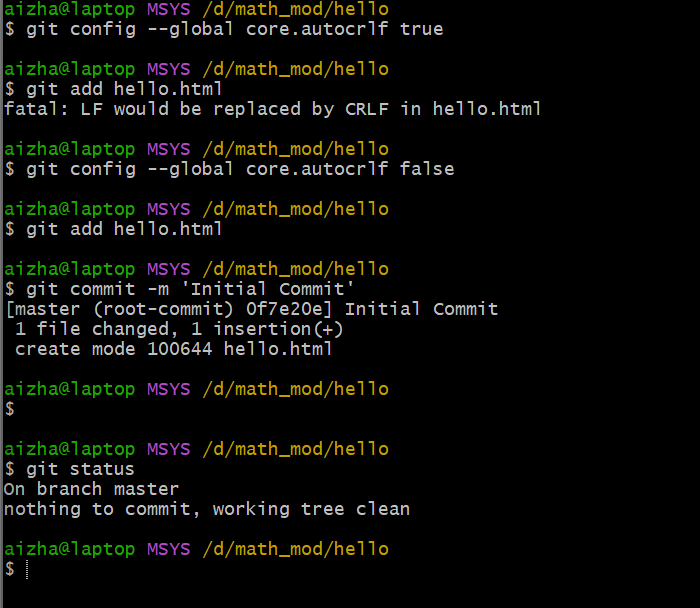 aizha@laptop MSYS /d/math_mod/hello
$ git config --global core.autocrlf true
aizha@laptop MSYS /d/math_mod/hello
$ git add hello.html
fatal: LF would be replaced by CRLF in hello.html
aizha@laptop MSYS /d/math_mod/hello
$ git config --global core.autocrlf false
aizha@laptop MSYS /d/math_mod/hello
$ git add hello.html
aizha@laptop MSYS /d/math_mod/hello
$ git commit -m 'Initial Commit'
[master (root-commit) 0f7e20e] Initial Commit
 1 file changed, 1 insertion(+)
 create mode 100644 hello.html
aizha@laptop MSYS /d/math_mod/hello
$
aizha@laptop MSYS /d/math_mod/hello
$ git status
On branch master
nothing to commit, working tree clean
aizha@laptop MSYS /d/math_mod/hello
$